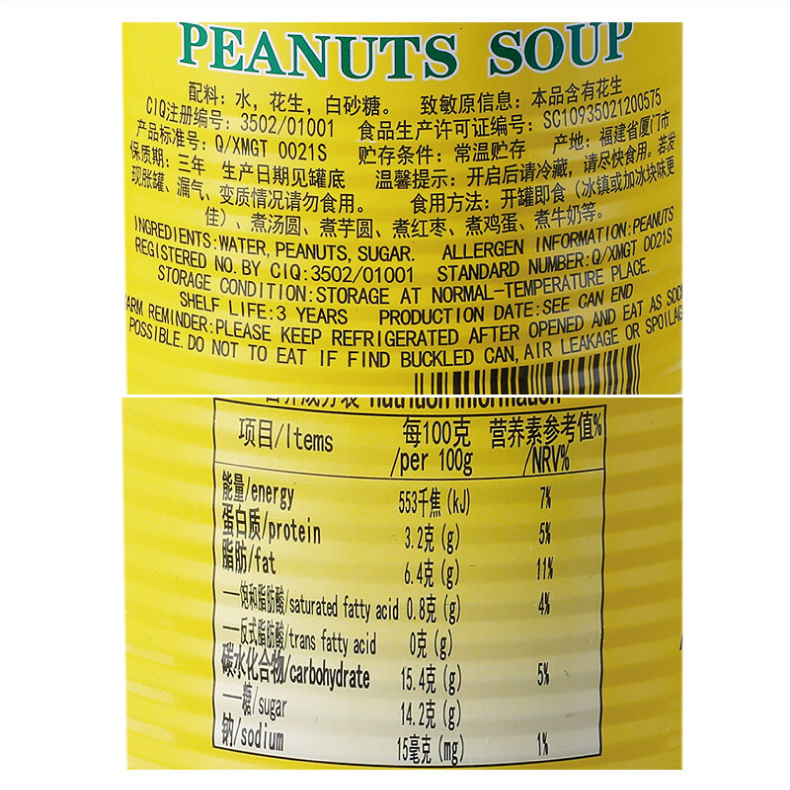 PEANUTS SOUP
配料：水，花生，白砂糖。 致敏原信息：本品含有花生
CIQ注册编号：3502/01001 食品生产许可证编号：SC10935021200575
产品标准号：Q/XMGT 0021S 贮存条件：常温贮存 产地：福建省厦门市
保质期：三年 生产日期见罐底 温馨提示：开启后请冷藏，请尽快食用。若发
现胀罐、漏气、变质情况请勿食用。 食用方法：开罐即食（冰镇或加冰块味更
佳）、煮汤圆、煮芋圆、煮红枣、煮鸡蛋、煮牛奶等。
INGREDIENTS:WATER, PEANUTS, SUGAR. ALLERGEN INFORMATION:PEANUTS
REGISTERED NO. BY CIQ:3502/01001 STANDARD NUMBER:Q/XMGT 0021S
STORAGE CONDITION:STORAGE AT NORMAL-TEMPERATURE PLACE.
SHELF LIFE:3 YEARS PRODUCTION DATE:SEE CAN END
ARM REMINDER:PLEASE KEEP REFRIGERATED AFTER OPENED AND EAT AS SOO
POSSIBLE. DO NOT TO EAT IF FIND BUCKLED CAN, AIR LEAKAGE OR SPOILAG
营养成分表 nutrition information
项目/Items 每100克/per 100g 营养素参考值%/NRV%
能量/energy 553千焦(kJ) 7%
蛋白质/protein 3.2克(g) 5%
脂肪/fat 6.4克(g) 11%
——饱和脂肪酸/saturated fatty acid 0.8克(g) 4%
——反式脂肪酸/trans fatty acid 0克(g)
碳水化合物/carbohydrate 15.4克(g) 5%
——糖/sugar 14.2克(g)
钠/sodium 15毫克(mg) 1%